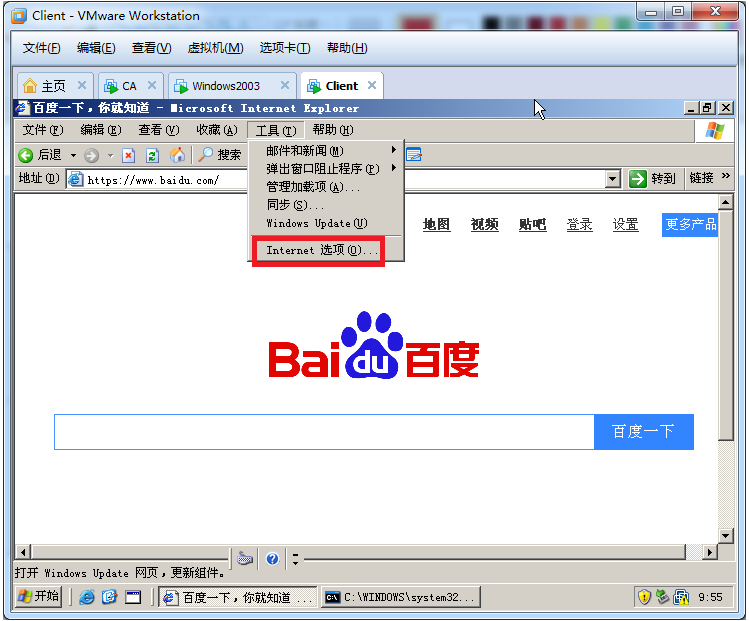 Client - VMware Workstation
文件(F) 编辑(E) 查看(V) 虚拟机(M) 选项卡(T) 帮助(H)
主页 CA Windows2003 Client
百度一下，你就知道 - Microsoft Internet Explorer
文件(F) 编辑(E) 查看(V) 收藏(A) 工具(T) 帮助(H)
后退 搜索
邮件和新闻(M)
弹出窗口阻止程序(P)
地址(D) https://www.baidu.com/ 转到 链接 »
管理加载项(A)...
同步(S)...
Windows Update(U)
Internet 选项(O)...
地图 视频 贴吧 登录 设置 更多产品
Bai du 百度
百度一下
打开 Windows Update 网页，更新组件。
开始 百度一下，你就知道 ... C:\WINDOWS\system32... 9:55